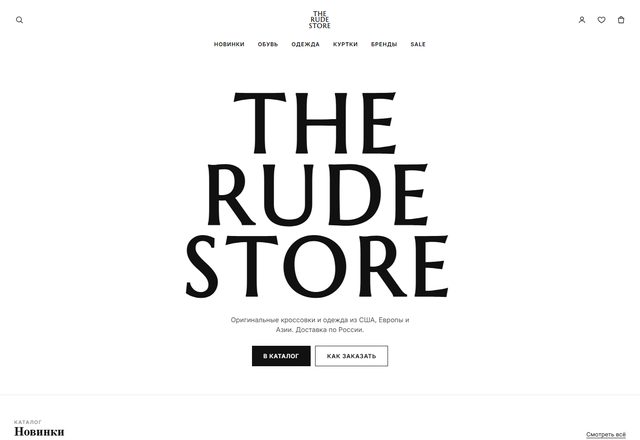 THE
RUDE
STORE
НОВИНКИ ОБУВЬ ОДЕЖДА КУРТКИ БРЕНДЫ SALE
THE
RUDE
STORE
Оригинальные кроссовки и одежда из США, Европы и
Азии. Доставка по России.
В КАТАЛОГ КАК ЗАКАЗАТЬ
КАТАЛОГ
Новинки
Смотреть всё